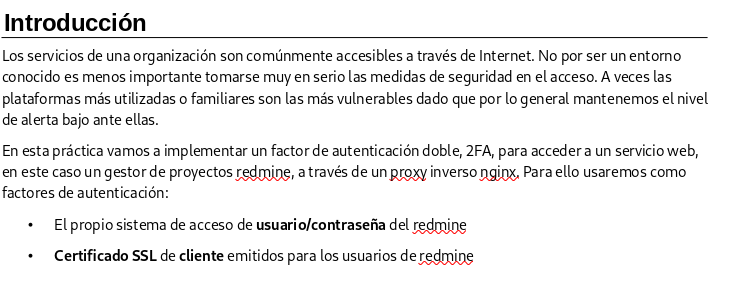 Introducción
Los servicios de una organización son comúnmente accesibles a través de Internet. No por ser un entorno
conocido es menos importante tomarse muy en serio las medidas de seguridad en el acceso. A veces las
plataformas más utilizadas o familiares son las más vulnerables dado que por lo general mantenemos el nivel
de alerta bajo ante ellas.
En esta práctica vamos a implementar un factor de autenticación doble, 2FA, para acceder a un servicio web,
en este caso un gestor de proyectos redmine, a través de un proxy inverso nginx. Para ello usaremos como
factores de autenticación:
• El propio sistema de acceso de usuario/contraseña del redmine
• Certificado SSL de cliente emitidos para los usuarios de redmine